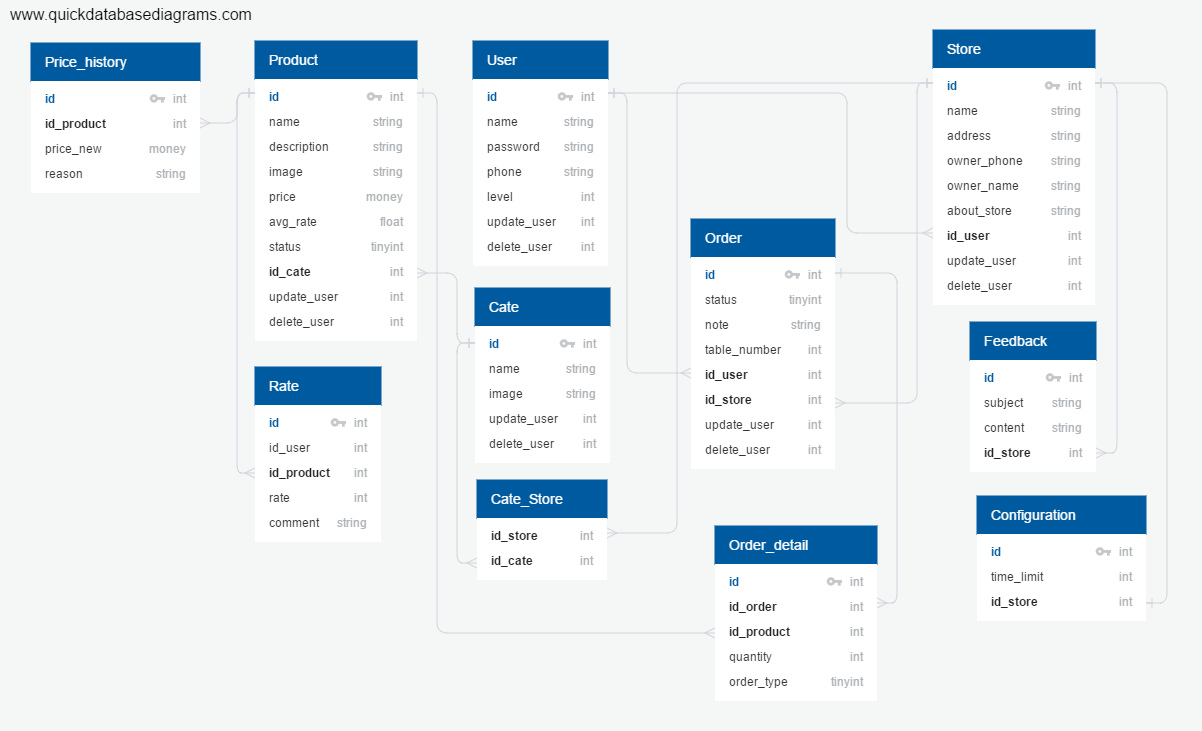 www.quickdatabasediagrams.com
Price_history
id int
id_product int
price_new money
reason string
Product
id int
name string
description string
image string
price money
avg_rate float
status tinyint
id_cate int
update_user int
delete_user int
User
id int
name string
password string
phone string
level int
update_user int
delete_user int
Store
id int
name string
address string
owner_phone string
owner_name string
about_store string
id_user int
update_user int
delete_user int
Order
id int
status tinyint
note string
table_number int
id_user int
id_store int
update_user int
delete_user int
Cate
id int
name string
image string
update_user int
delete_user int
Feedback
id int
subject string
content string
id_store int
Rate
id int
id_user int
id_product int
rate int
comment string
Cate_Store
id_store int
id_cate int
Configuration
id int
time_limit int
id_store int
Order_detail
id int
id_order int
id_product int
quantity int
order_type tinyint